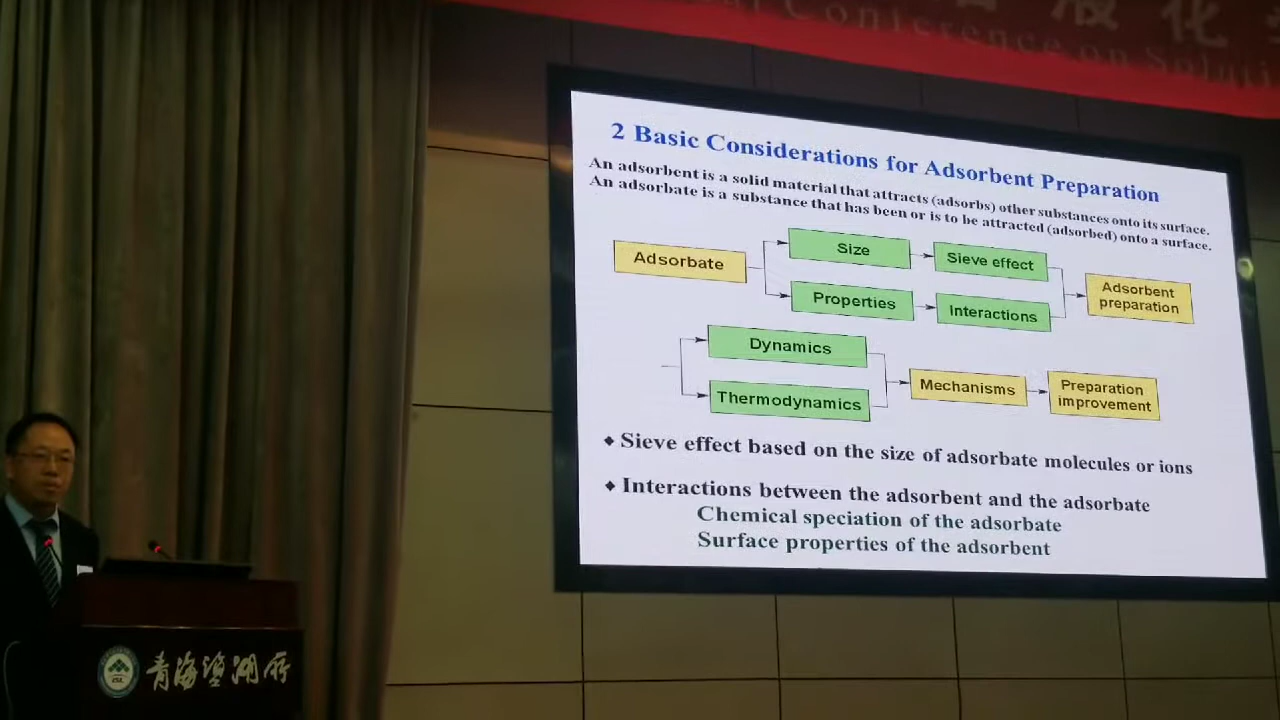 Conference on Soluti
液化
2 Basic Considerations for Adsorbent Preparation
An adsorbent is a solid material that attracts (adsorbs) other substances onto its surface.
An adsorbate is a substance that has been or is to be attracted (adsorbed) onto a surface.
Adsorbate
Size
Sieve effect
Properties
Interactions
Adsorbent
preparation
Dynamics
Thermodynamics
Mechanisms
Preparation
improvement
◆ Sieve effect based on the size of adsorbate molecules or ions
◆ Interactions between the adsorbent and the adsorbate
Chemical speciation of the adsorbate
Surface properties of the adsorbent
青海盐湖所